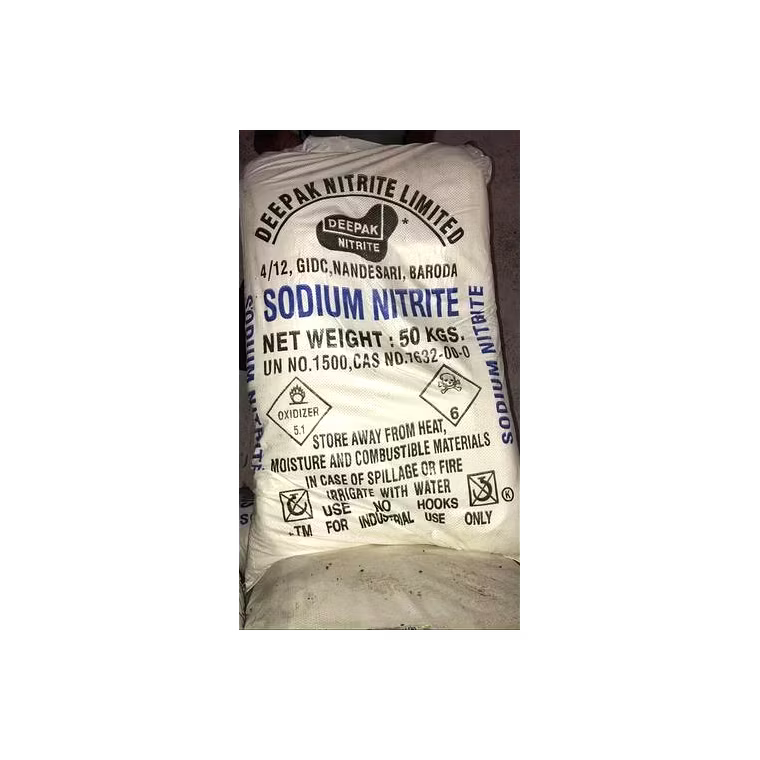 DEEPAK NITRITE LIMITED
DEEPAK
NITRITE
*
4/12, GIDC, NANDESARI, BARODA
SODIUM NITRITE
NET WEIGHT : 50 KGS.
UN NO.1500, CAS NO.7632-00-0
OXIDIZER
5.1
6
STORE AWAY FROM HEAT,
MOISTURE AND COMBUSTIBLE MATERIALS
IN CASE OF SPILLAGE OR FIRE
IRRIGATE WITH WATER
USE NO HOOKS
®
*TM FOR INDUSTRIAL USE ONLY
SODIUM NITRITE
SODIUM NITRITE